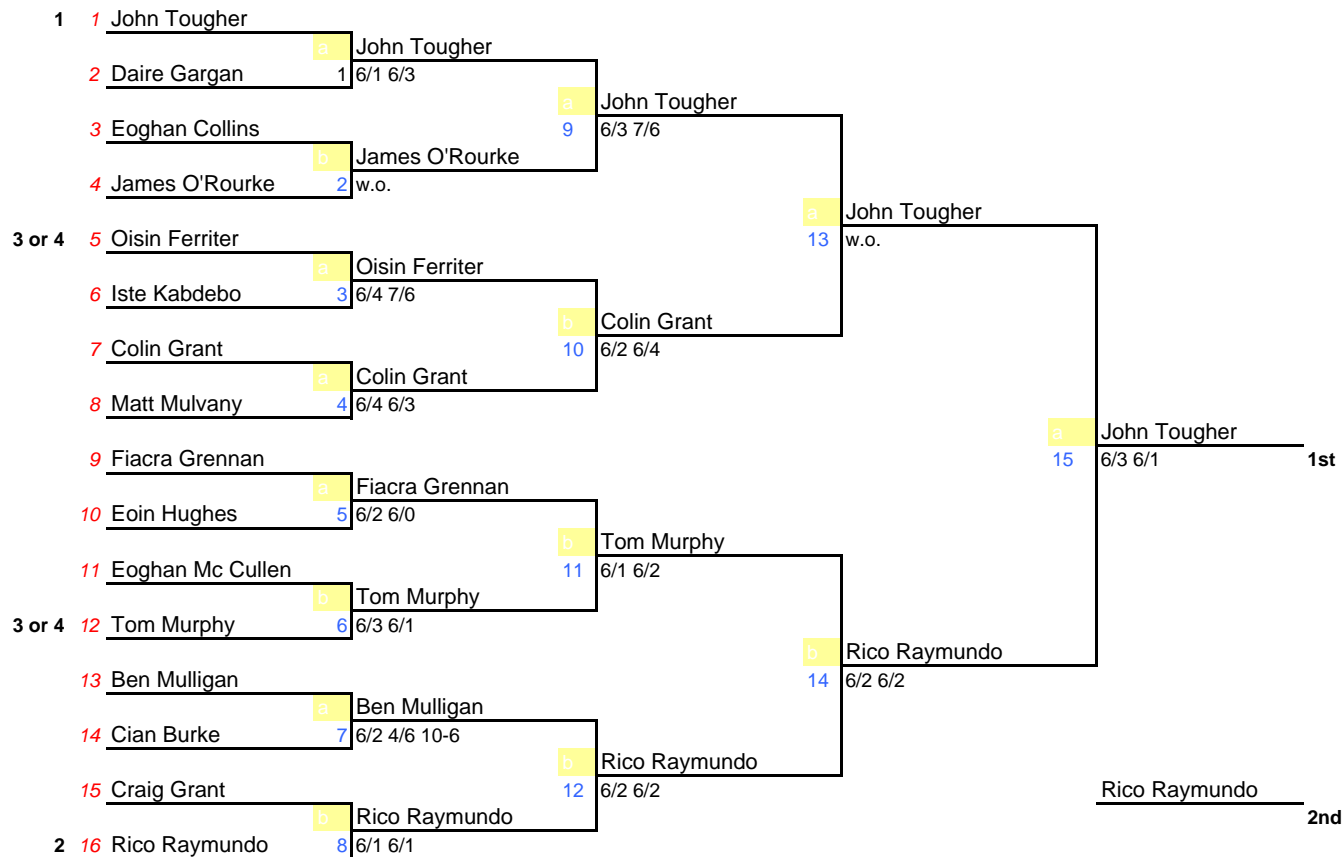 1 1 John Tougher
a John Tougher
2 Daire Gargan 1 6/1 6/3
a John Tougher
3 Eoghan Collins 9 6/3 7/6
b James O'Rourke
4 James O'Rourke 2 w.o.
a John Tougher
3 or 4 5 Oisin Ferriter 13 w.o.
a Oisin Ferriter
6 Iste Kabdebo 3 6/4 7/6
b Colin Grant
7 Colin Grant 10 6/2 6/4
a Colin Grant
8 Matt Mulvany 4 6/4 6/3
a John Tougher
9 Fiacra Grennan 15 6/3 6/1 1st
a Fiacra Grennan
10 Eoin Hughes 5 6/2 6/0
b Tom Murphy
11 Eoghan Mc Cullen 11 6/1 6/2
b Tom Murphy
3 or 4 12 Tom Murphy 6 6/3 6/1
b Rico Raymundo
13 Ben Mulligan 14 6/2 6/2
a Ben Mulligan
14 Cian Burke 7 6/2 4/6 10-6
b Rico Raymundo
15 Craig Grant 12 6/2 6/2 Rico Raymundo
b Rico Raymundo 2nd
2 16 Rico Raymundo 8 6/1 6/1